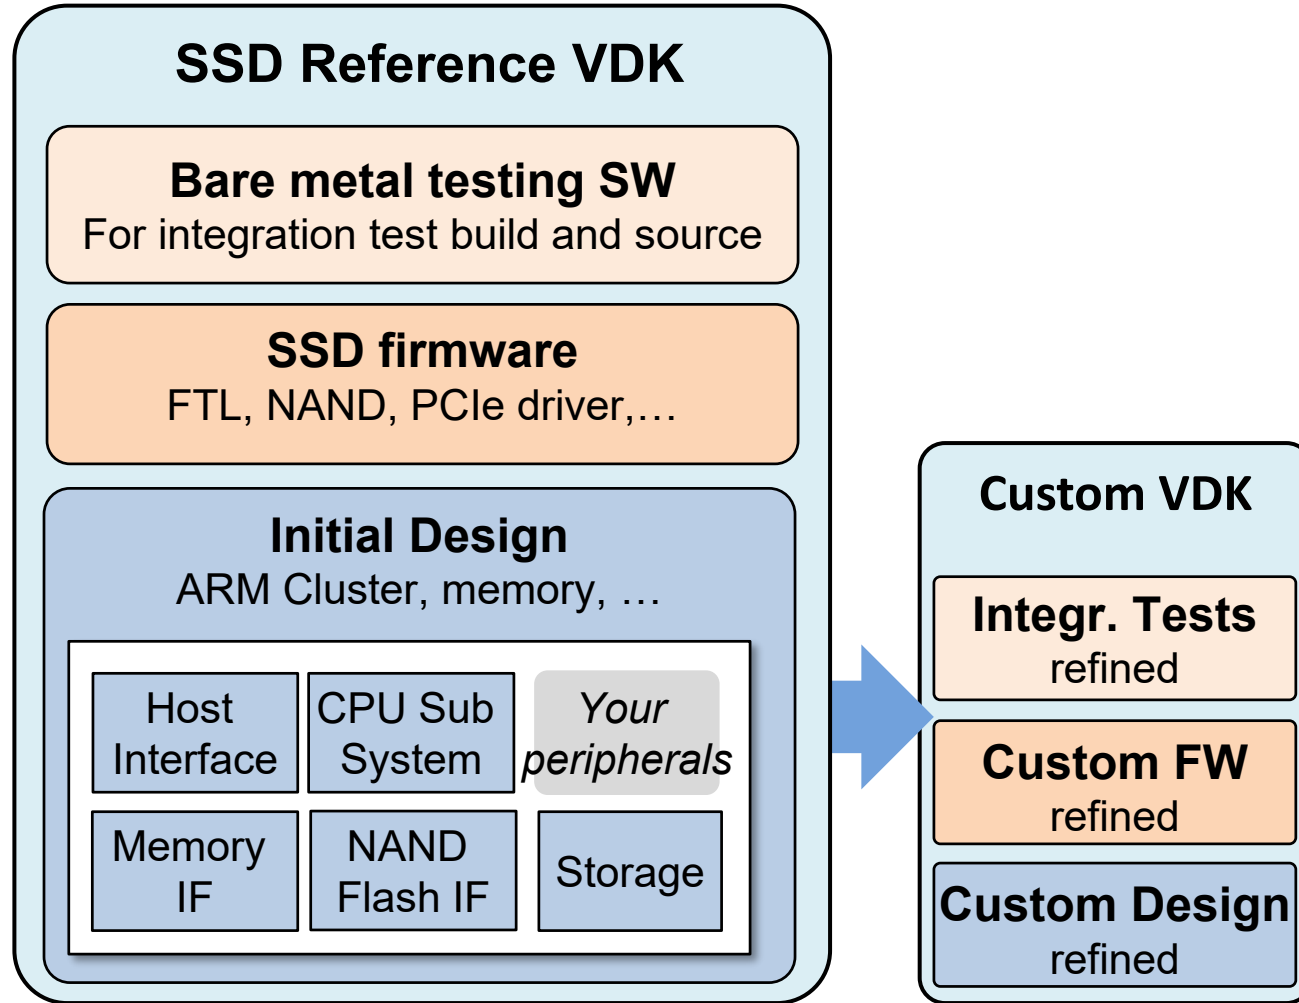 SSD Reference VDK
Bare metal testing SW
For integration test build and source
SSD firmware
FTL, NAND, PCIe driver,…
Initial Design
ARM Cluster, memory, …
Host
Interface
CPU Sub
System
Your
peripherals
Memory
IF
NAND
Flash IF
Storage
Custom VDK
Integr. Tests
refined
Custom FW
refined
Custom Design
refined